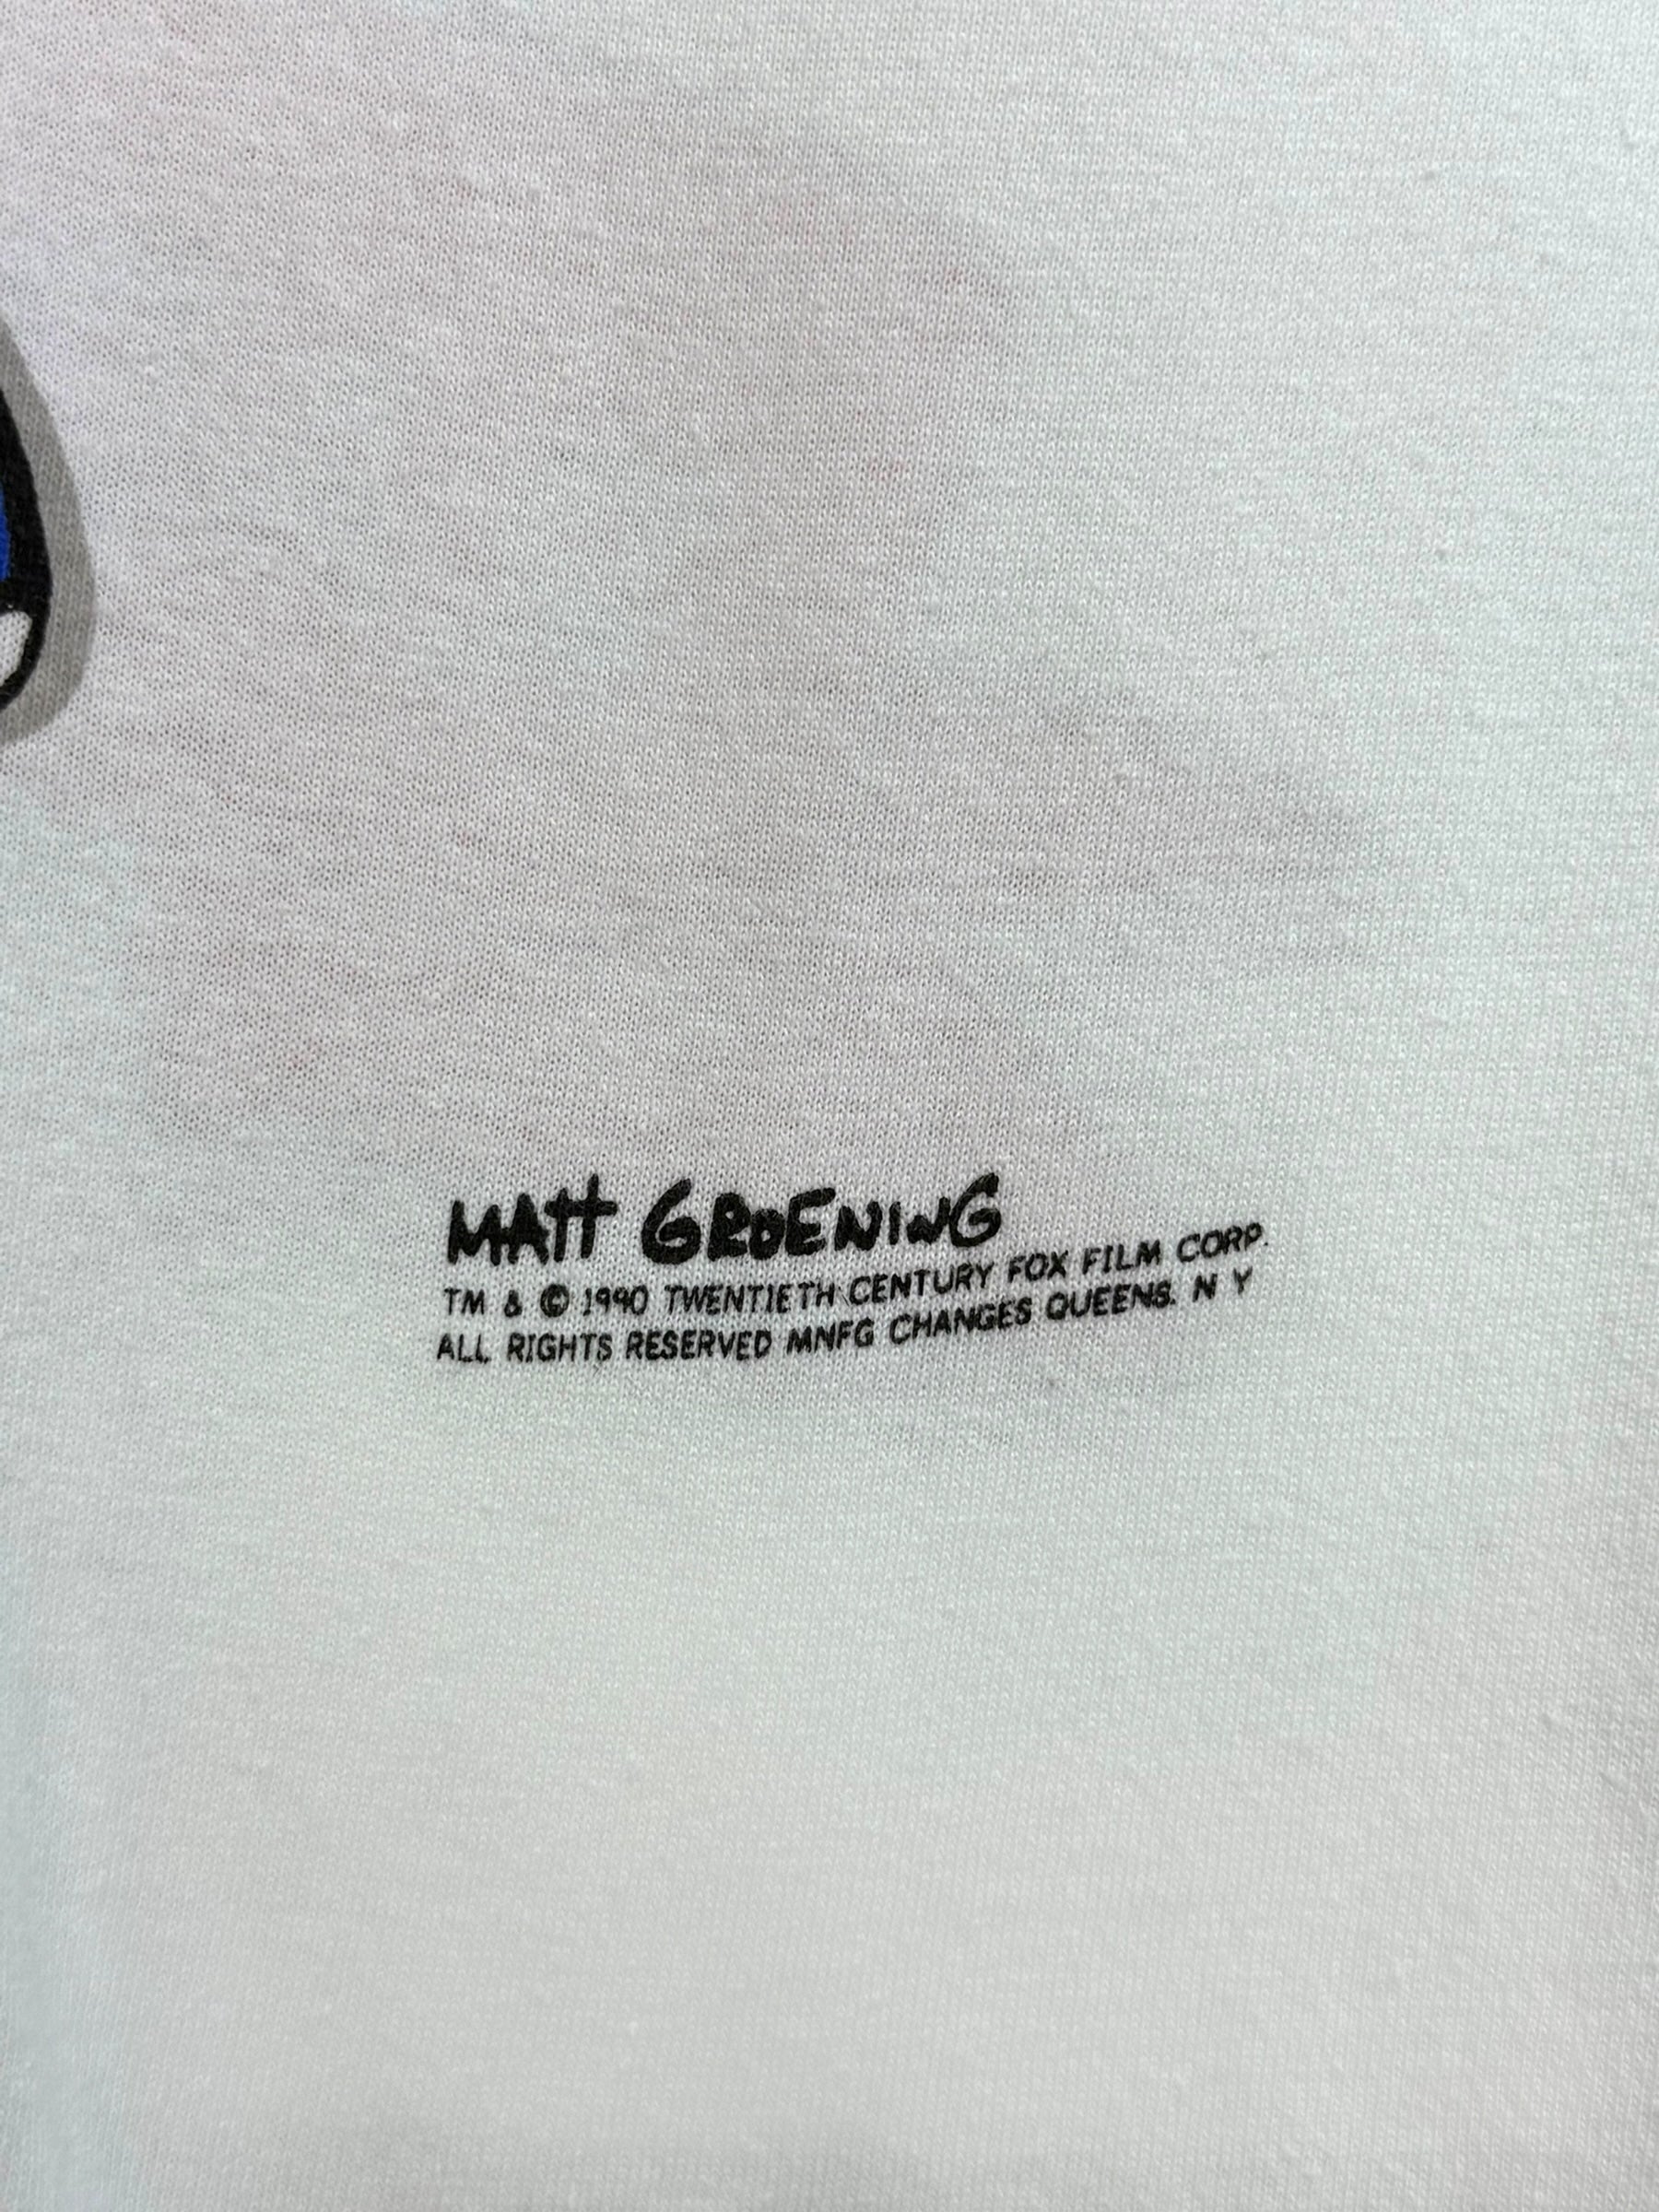 MATT GROENING
TM & © 1990 TWENTIETH CENTURY FOX FILM CORP.
ALL RIGHTS RESERVED MNFG CHANGES QUEENS. N Y